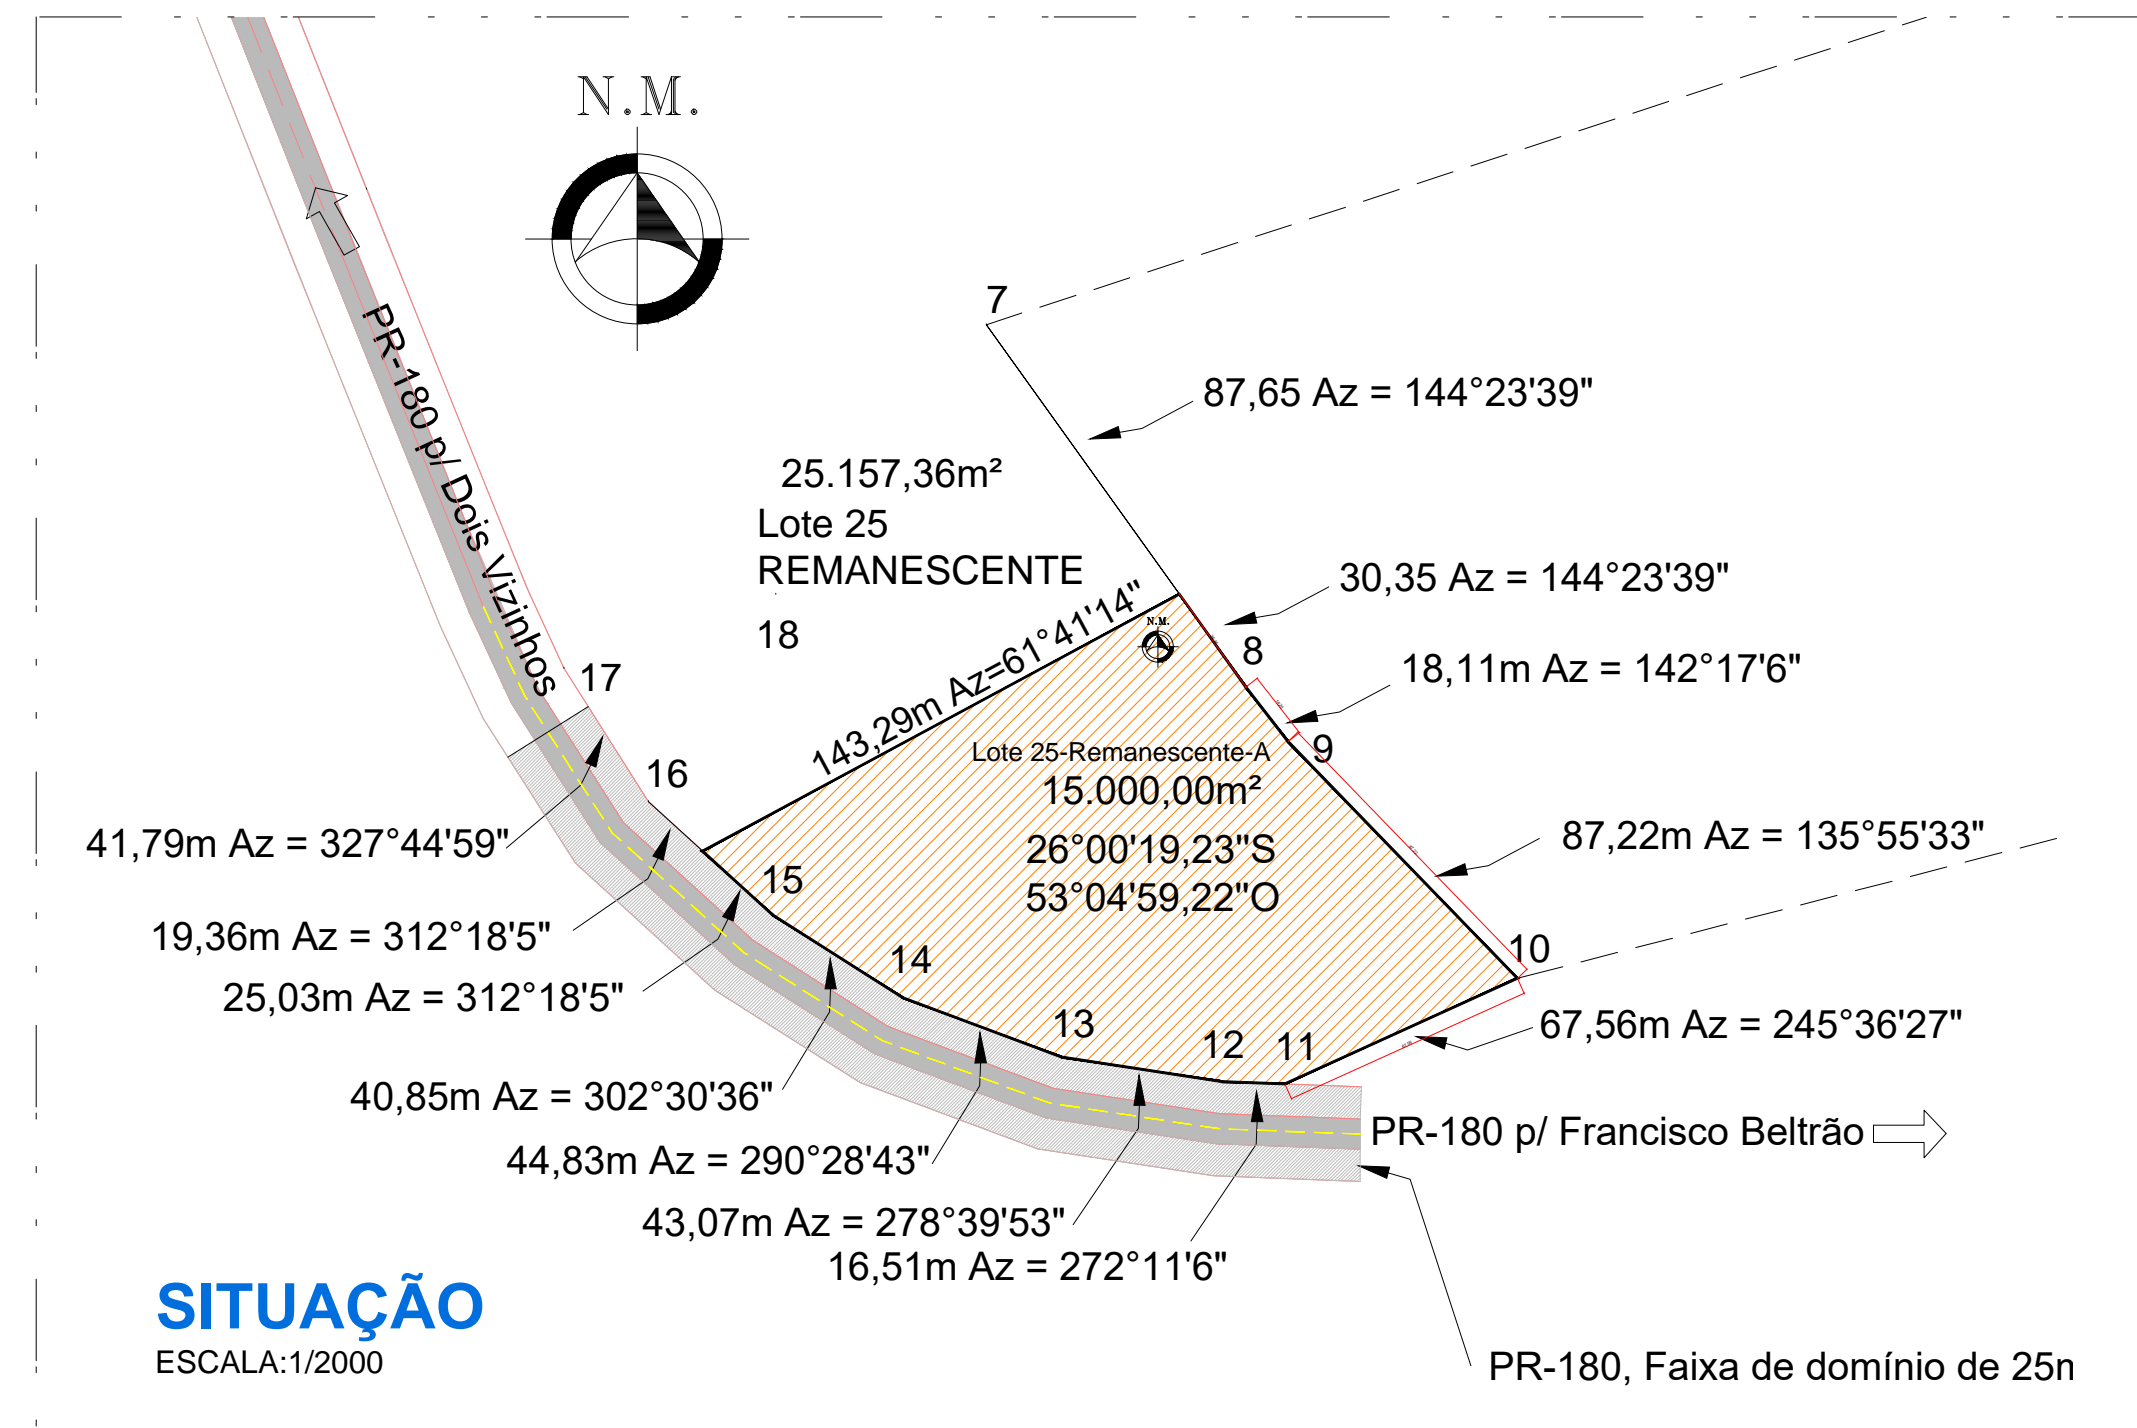 N.M.
7
87,65 Az = 144°23'39"
PR-180 p/ Dois Vizinhos
25.157,36m²
Lote 25
REMANESCENTE
18
30,35 Az = 144°23'39"
143,29m Az=61°41'14"
N.M.
8
18,11m Az = 142°17'6"
17
9
Lote 25-Remanescente-A
15.000,00m²
16
41,79m Az = 327°44'59"
87,22m Az = 135°55'33"
26°00'19,23"S
53°04'59,22"O
15
19,36m Az = 312°18'5"
14
10
25,03m Az = 312°18'5"
13
12
11
67,56m Az = 245°36'27"
40,85m Az = 302°30'36"
PR-180 p/ Francisco Beltrão
44,83m Az = 290°28'43"
43,07m Az = 278°39'53"
16,51m Az = 272°11'6"
SITUAÇÃO
ESCALA:1/2000
PR-180, Faixa de domínio de 25m